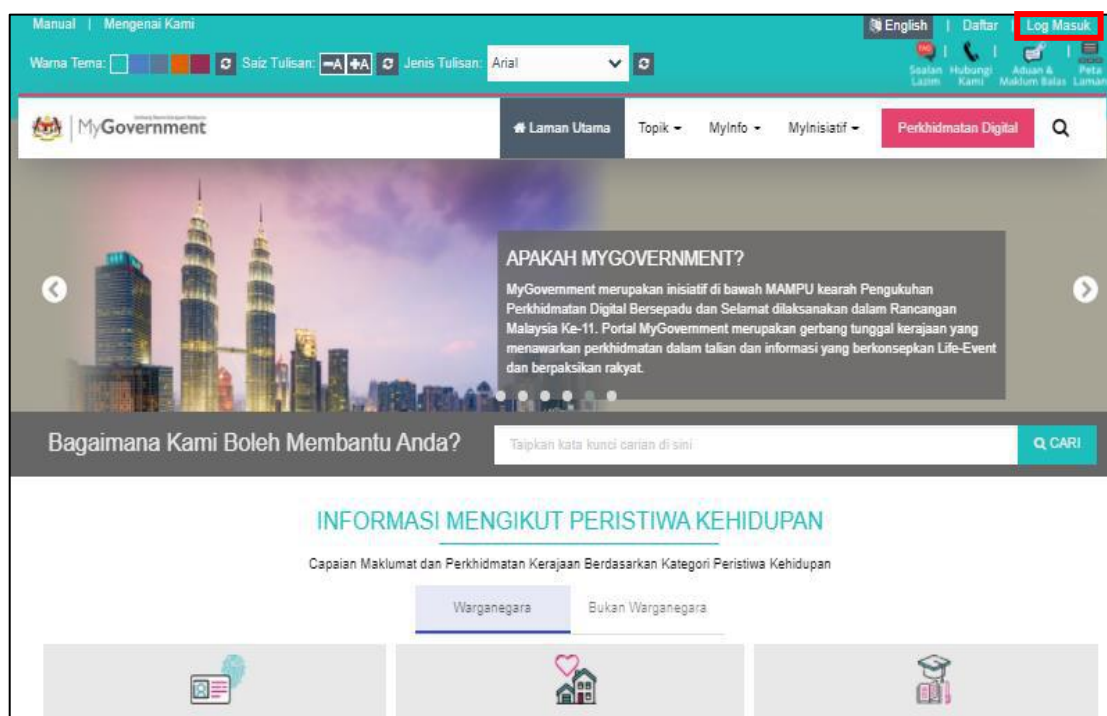 Manual | Mengenai Kami
English | Daftar | Log Masuk
Warna Tema: Saiz Tulisan: -A +A Jenis Tulisan: Arial
Soalan Lazim
Hubungi Kami
Aduan & Maklum Balas
Peta Laman
MyGovernment
Laman Utama Topik MyInfo MyInisiatif Perkhidmatan Digital
APAKAH MYGOVERNMENT?
MyGovernment merupakan inisiatif di bawah MAMPU kearah Pengukuhan
Perkhidmatan Digital Bersepadu dan Selamat dilaksanakan dalam Rancangan
Malaysia Ke-11. Portal MyGovernment merupakan gerbang tunggal kerajaan yang
menawarkan perkhidmatan dalam talian dan informasi yang berkonsepkan Life-Event
dan berpaksikan rakyat.
Bagaimana Kami Boleh Membantu Anda? Taipkan kata kunci carian di sini CARI
INFORMASI MENGIKUT PERISTIWA KEHIDUPAN
Capaian Maklumat dan Perkhidmatan Kerajaan Berdasarkan Kategori Peristiwa Kehidupan
Warganegara Bukan Warganegara